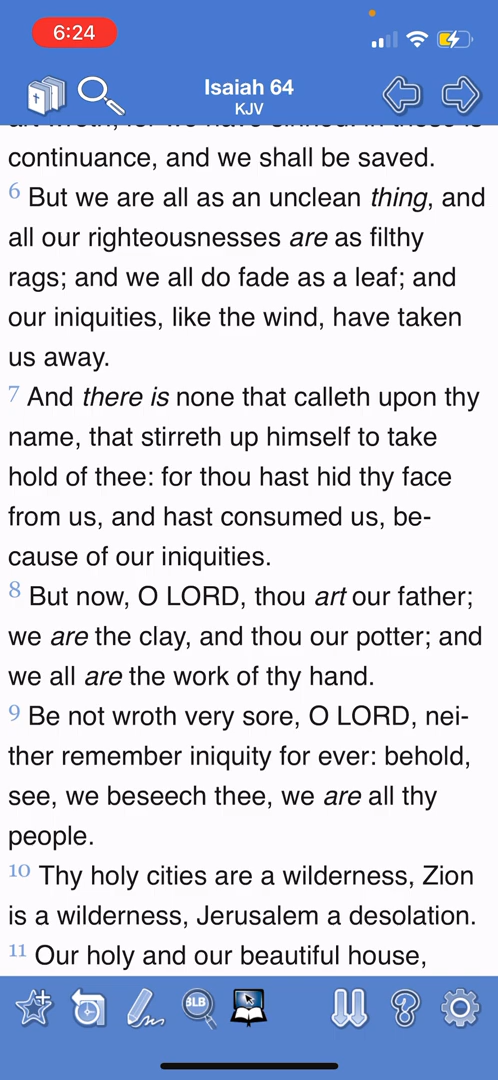 6:24
Isaiah 64
KJV
continuance, and we shall be saved.
6 But we are all as an unclean thing, and
all our righteousnesses are as filthy
rags; and we all do fade as a leaf; and
our iniquities, like the wind, have taken
us away.
7 And there is none that calleth upon thy
name, that stirreth up himself to take
hold of thee: for thou hast hid thy face
from us, and hast consumed us, be-
cause of our iniquities.
8 But now, O LORD, thou art our father;
we are the clay, and thou our potter; and
we all are the work of thy hand.
9 Be not wroth very sore, O LORD, nei-
ther remember iniquity for ever: behold,
see, we beseech thee, we are all thy
people.
10 Thy holy cities are a wilderness, Zion
is a wilderness, Jerusalem a desolation.
11 Our holy and our beautiful house,
BLB